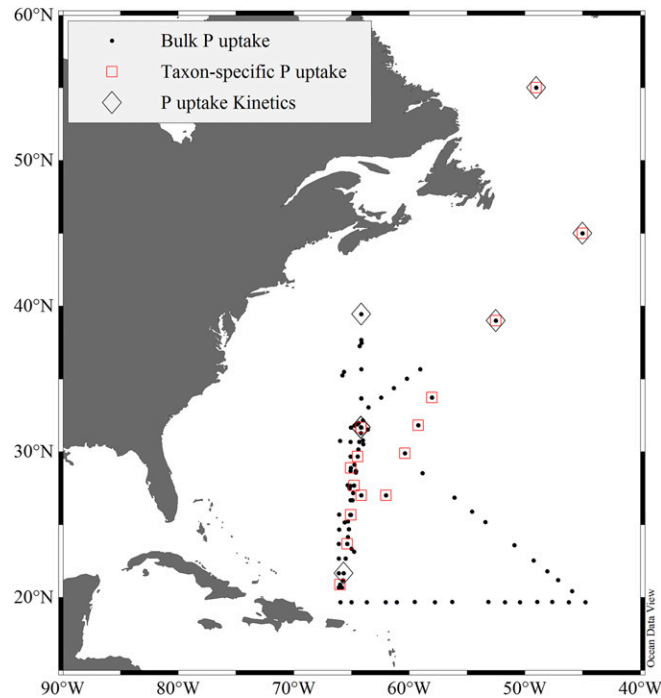 60°N
Bulk P uptake
Taxon-specific P uptake
P uptake Kinetics
50°N
40°N
30°N
20°N
Ocean Data View
90°W 80°W 70°W 60°W 50°W 40°W